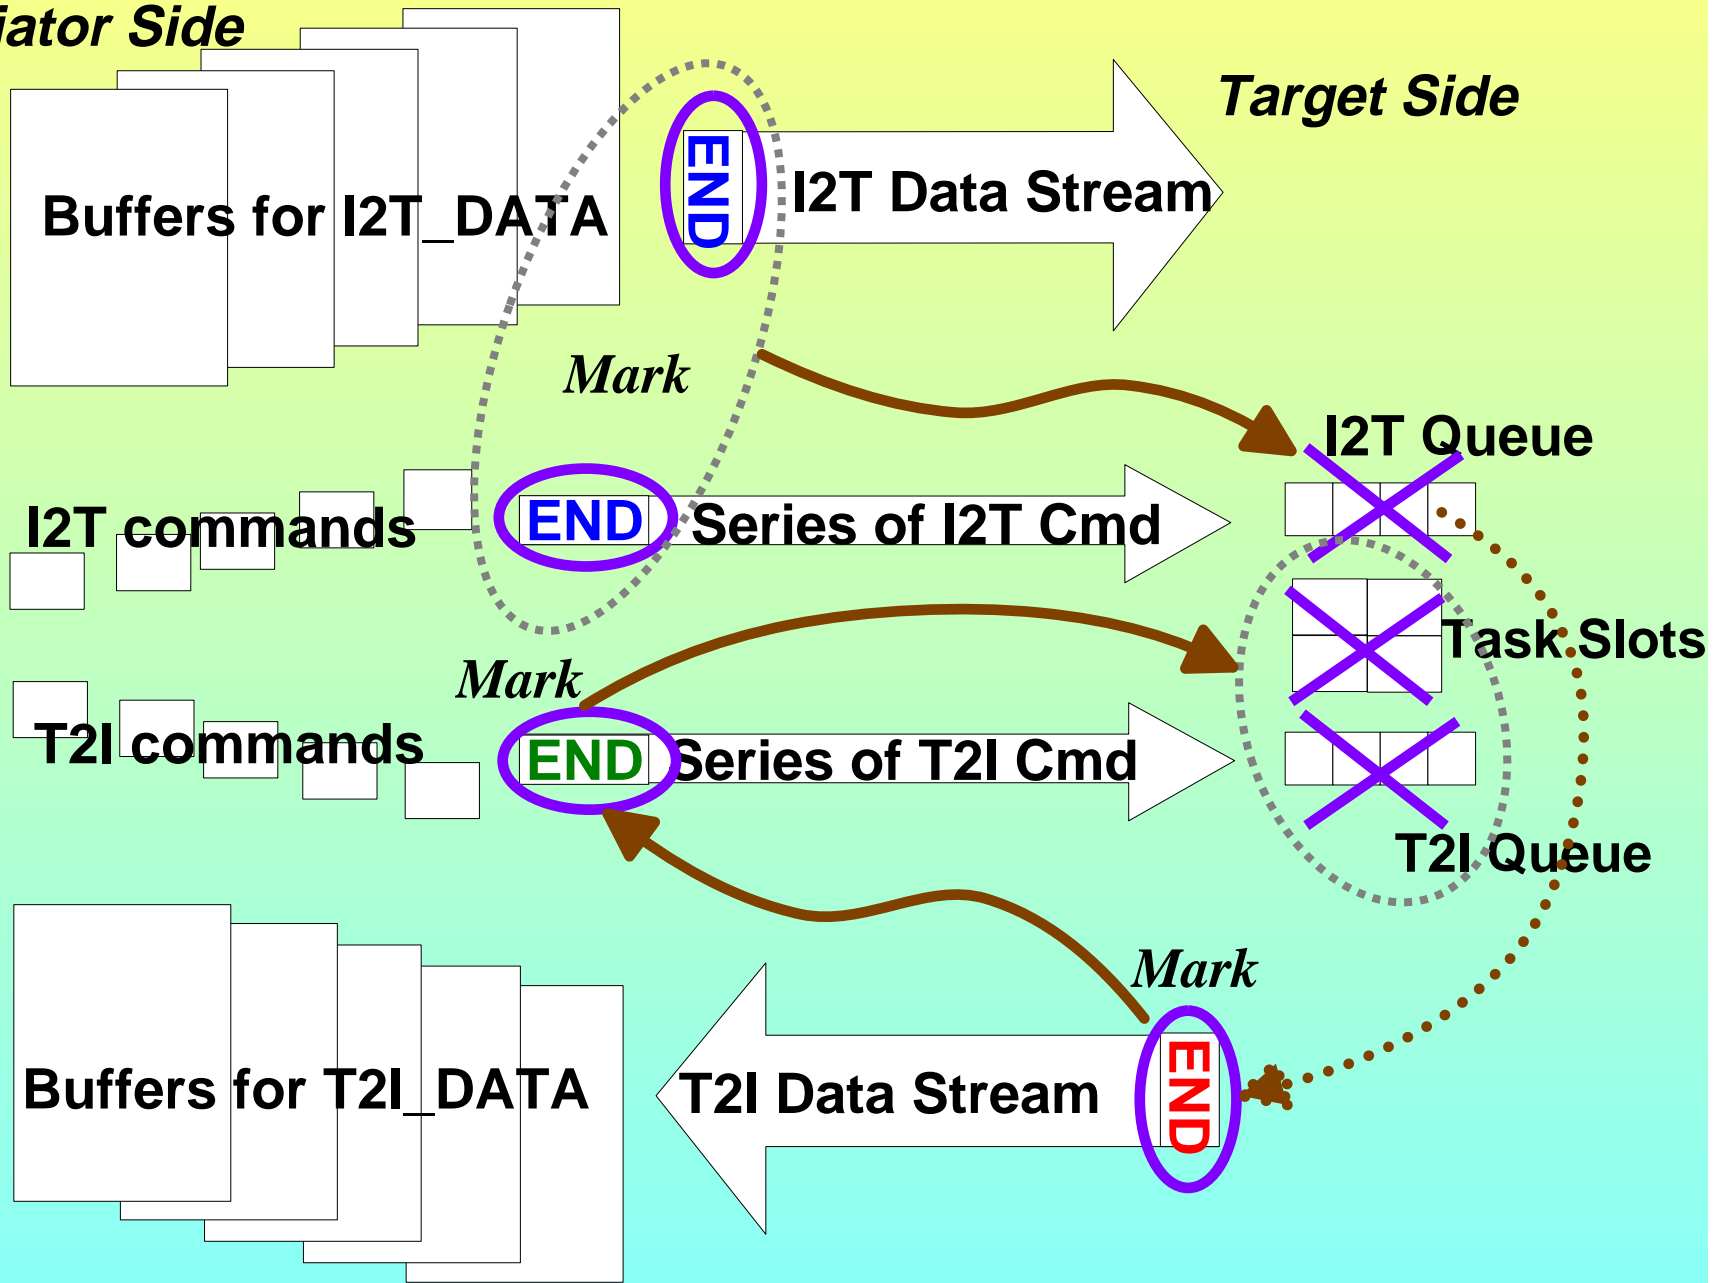 iator Side
Target Side
END
I2T Data Stream
Buffers for I2T_DATA
Mark
I2T Queue
I2T commands
END
Series of I2T Cmd
Task Slots
Mark
T2I commands
END
Series of T2I Cmd
T2I Queue
Mark
Buffers for T2I_DATA
T2I Data Stream
END